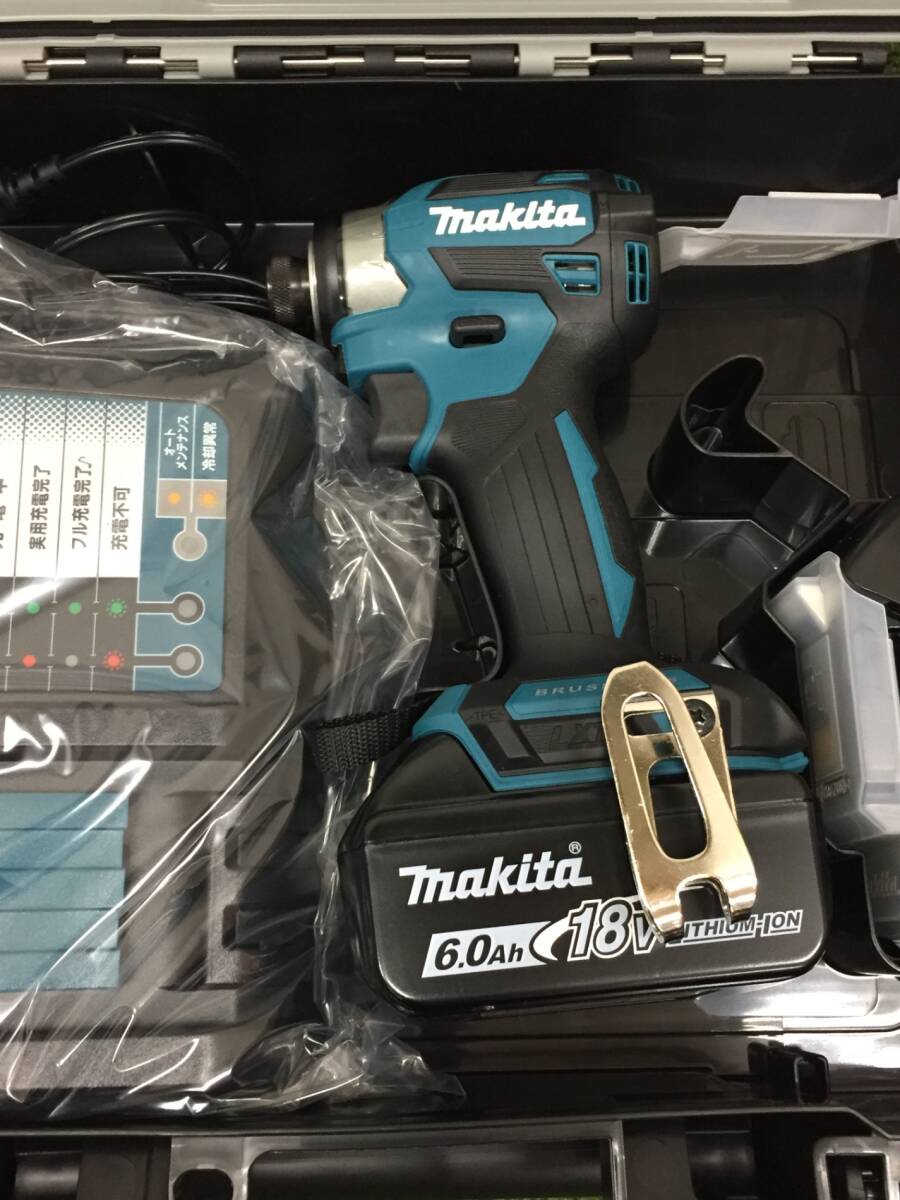 makita
オート
メンテナンス
冷却異常
実用充電完了
フル充電完了♪
充電不可
makita®
6.0Ah
18V
LITHIUM-ION